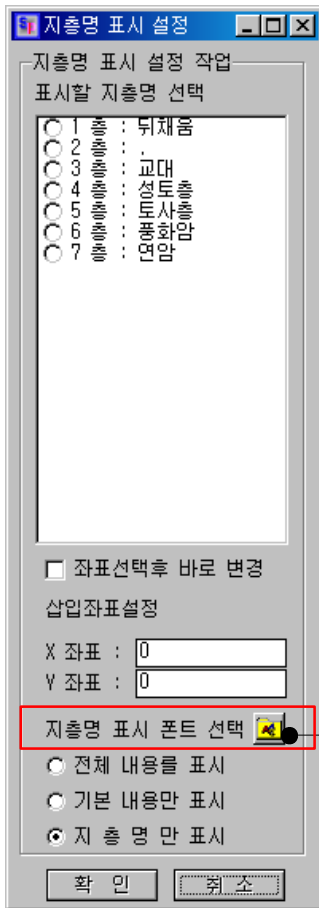 지층명 표시 설정
지층명 표시 설정 작업
표시할 지층명 선택
1 층 : 뒤채움
2 층 : .
3 층 : 교대
4 층 : 성토층
5 층 : 토사층
6 층 : 풍화암
7 층 : 연암
좌표선택후 바로 변경
삽입좌표설정
X 좌표 : 0
Y 좌표 : 0
지층명 표시 폰트 선택
전체 내용를 표시
기본 내용만 표시
지 층 명 만 표시
확 인 취 소